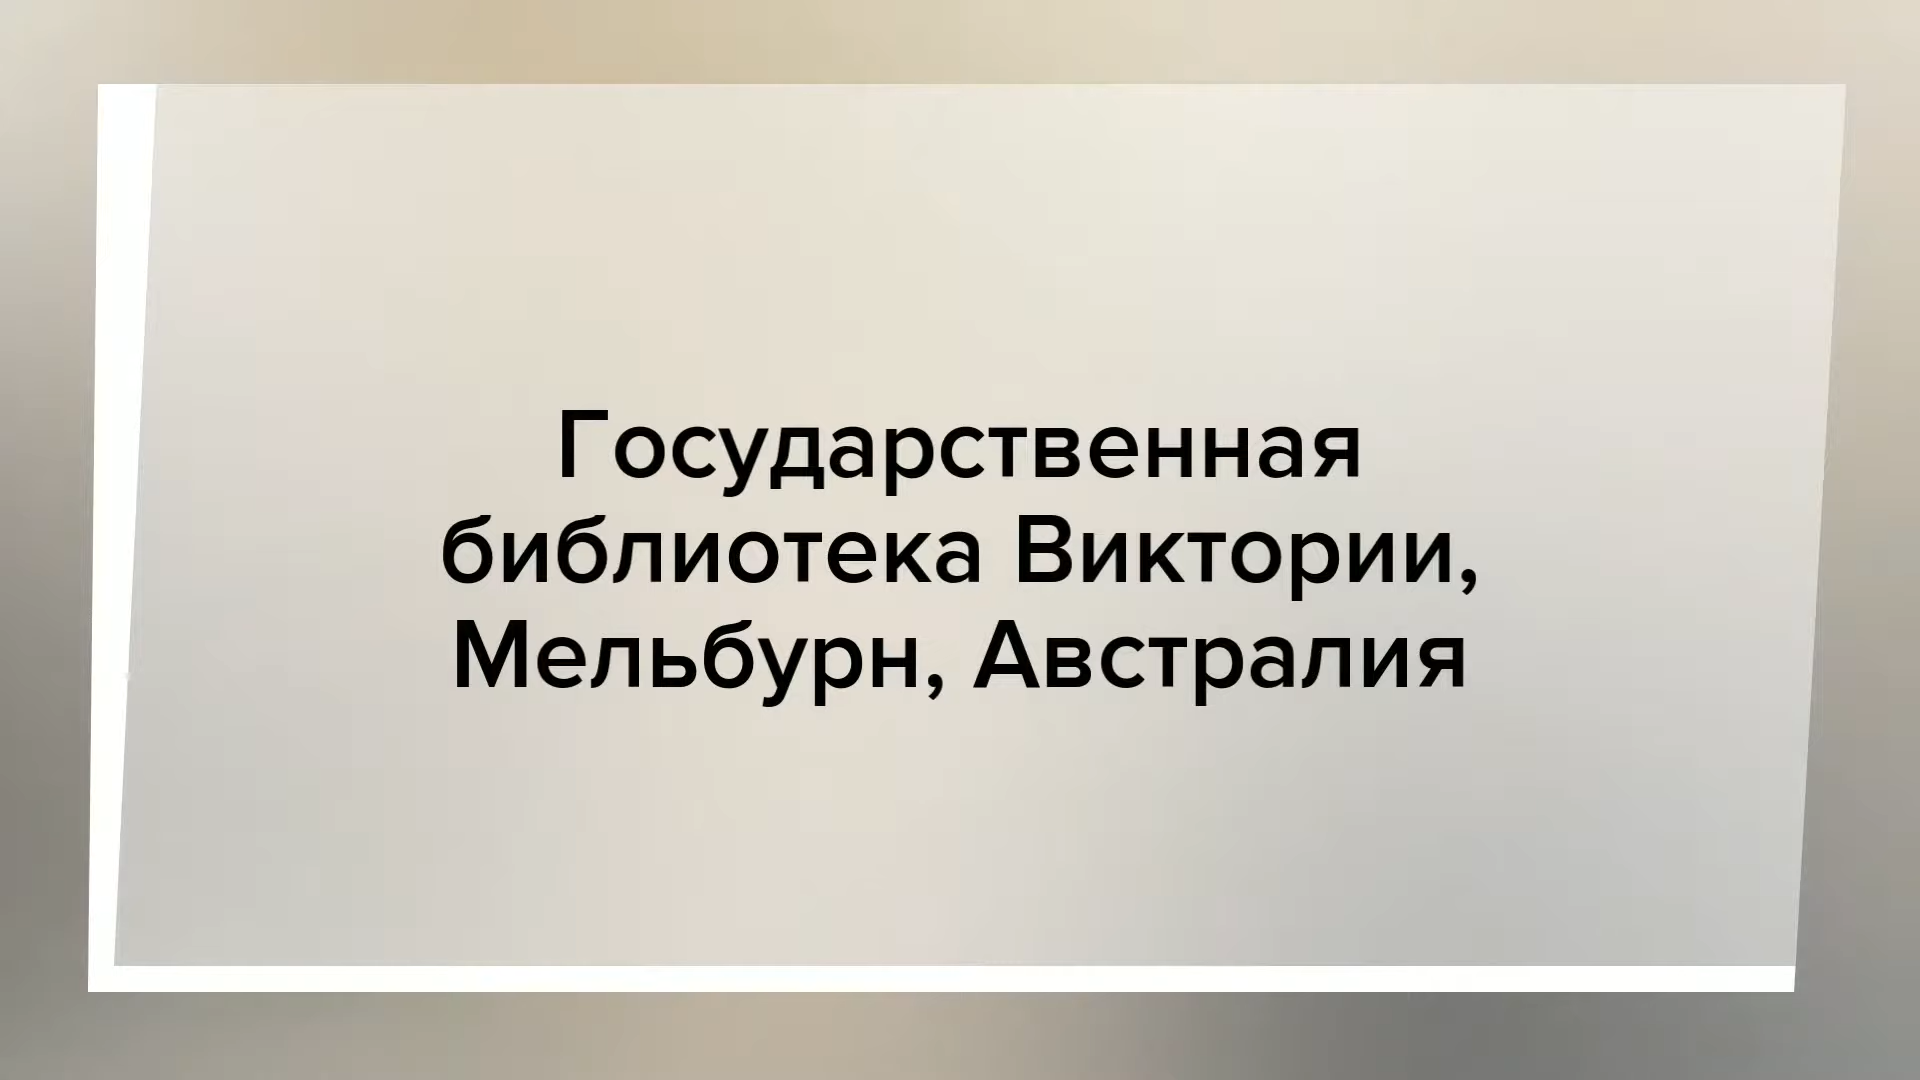 Государственная
библиотека Виктории,
Мельбурн, Австралия